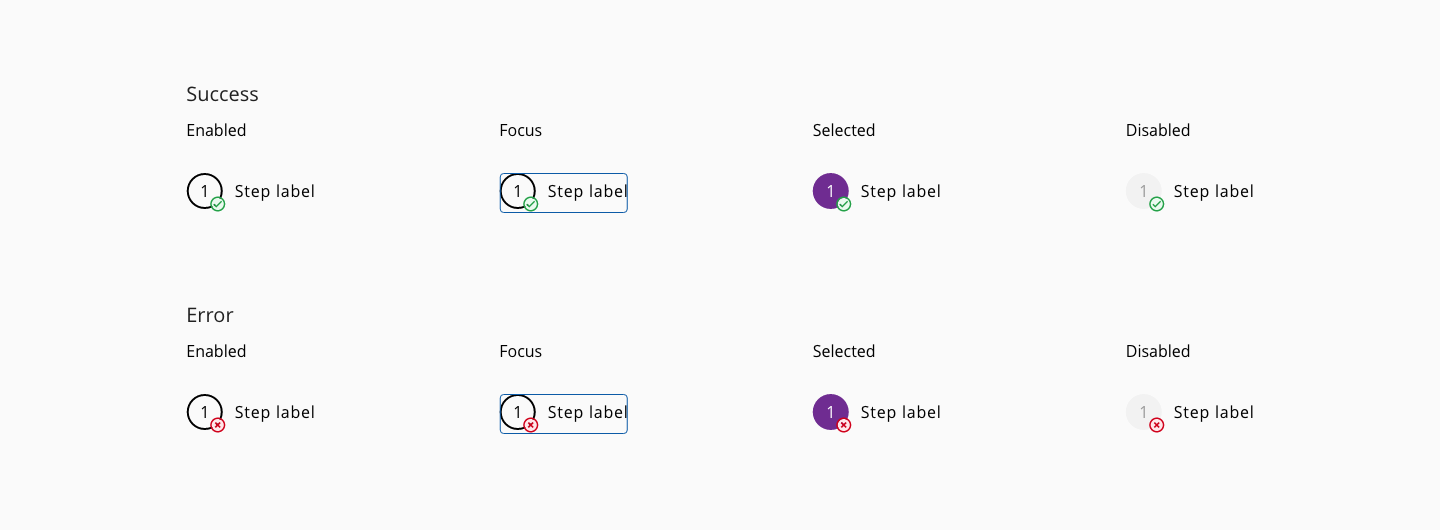 Success
Enabled Focus Selected Disabled
1 Step label 1 Step label 1 Step label 1 Step label
Error
Enabled Focus Selected Disabled
1 Step label 1 Step label 1 Step label 1 Step label